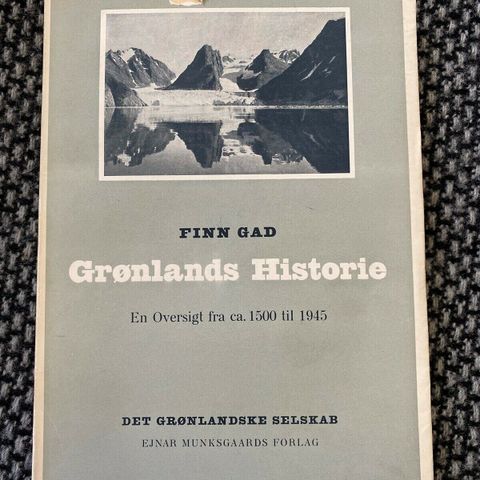 FINN GAD
Grønlands Historie
En Oversigt fra ca. 1500 til 1945
DET GRØNLANDSKE SELSKAB
EJNAR MUNKSGAARDS FORLAG